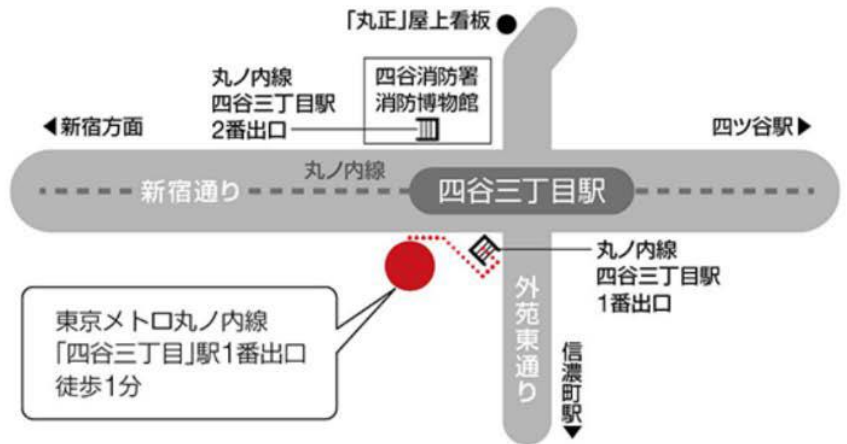 「丸正」屋上看板
丸ノ内線
四谷三丁目駅
2番出口
四谷消防署
消防博物館
◀新宿方面
四ツ谷駅▶
丸ノ内線
新宿通り
四谷三丁目駅
丸ノ内線
四谷三丁目駅
1番出口
外苑東通り
信濃町駅▼
東京メトロ丸ノ内線
「四谷三丁目」駅1番出口
徒歩1分